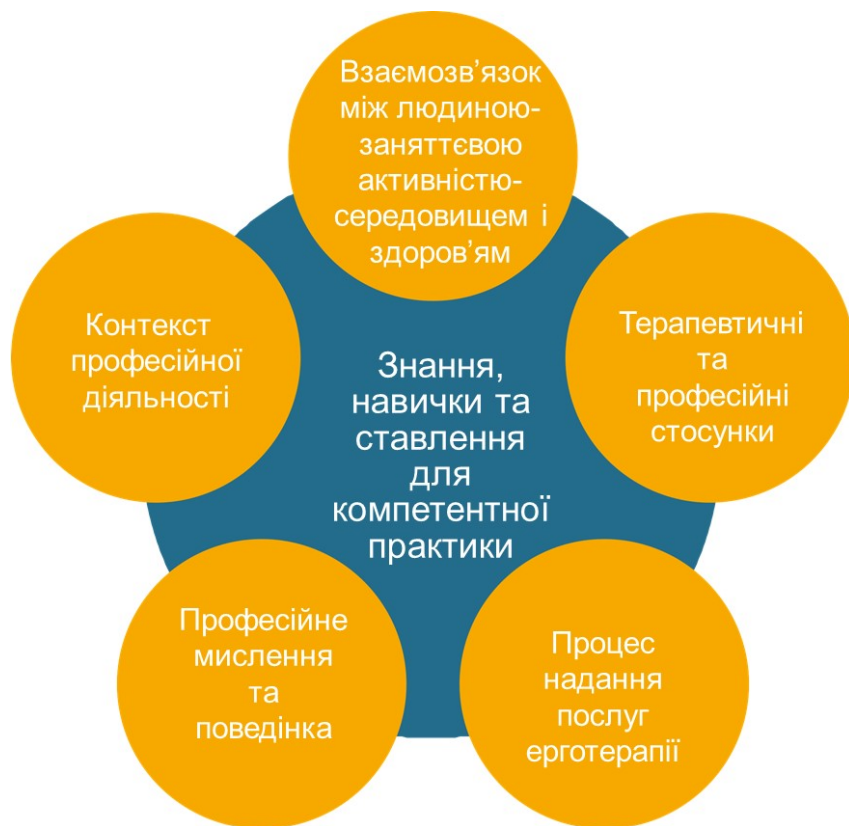 Взаємозв’язок
між людиною-
заняттєвою
активністю-
середовищем і
здоров’ям
Контекст
професійної
діяльності
Терапевтичні
та
професійні
стосунки
Знання,
навички та
ставлення
для
компетентної
практики
Професійне
мислення
та
поведінка
Процес
надання
послуг
ерготерапії